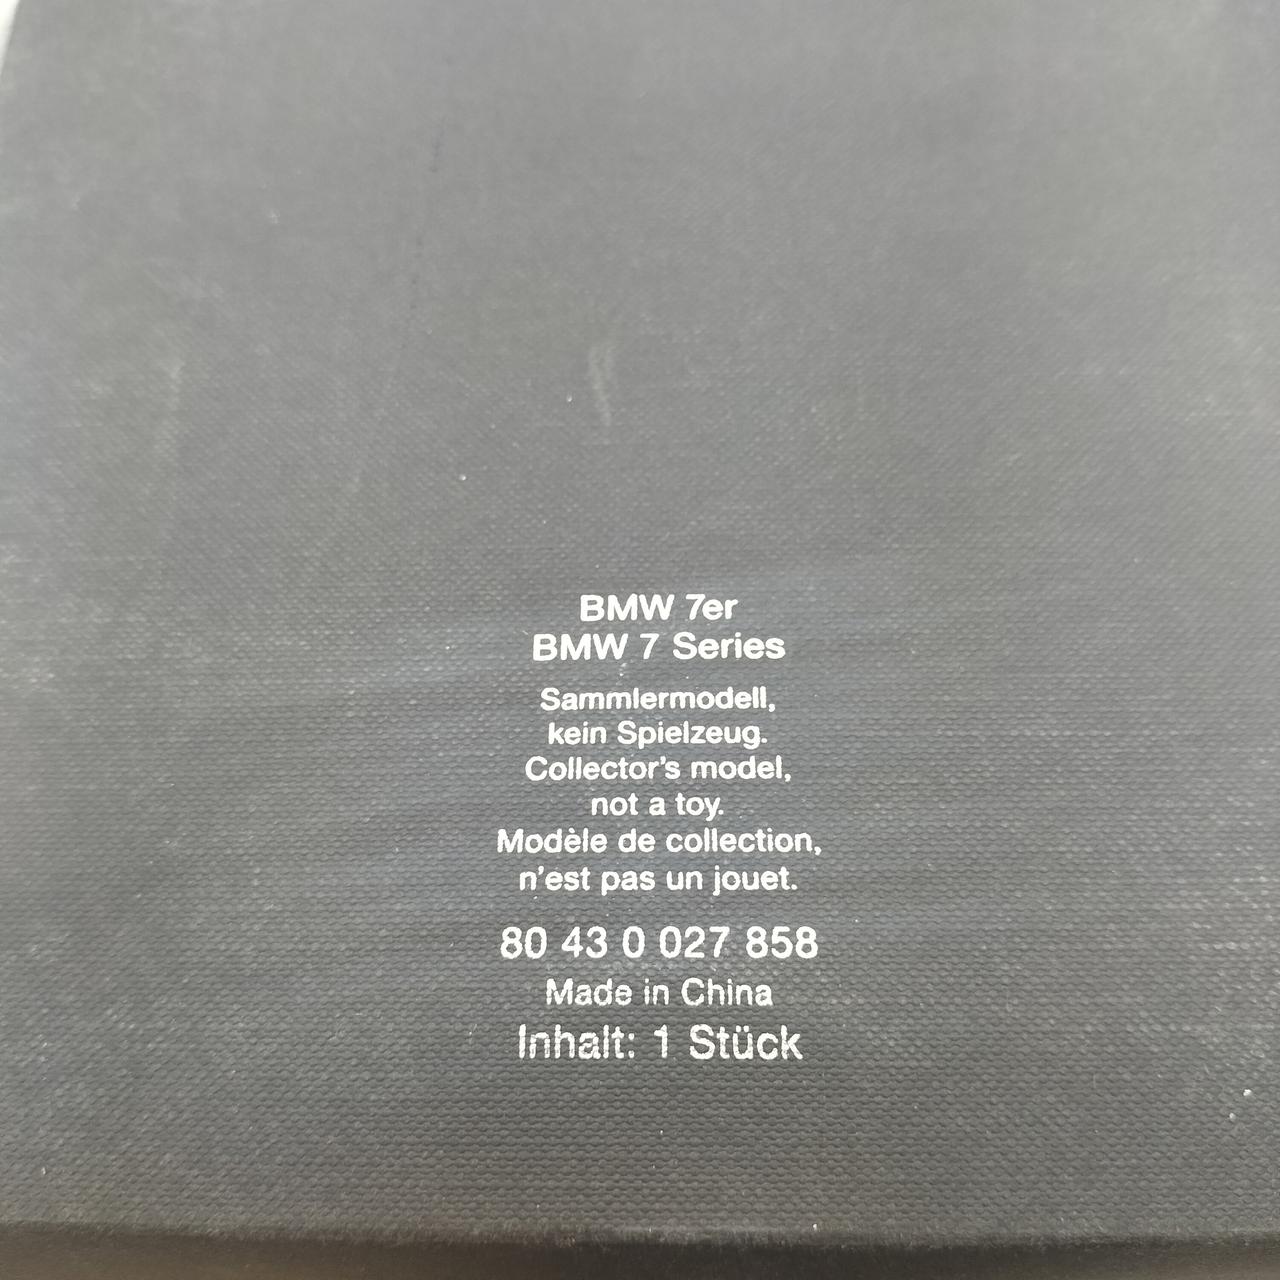 BMW 7er
BMW 7 Series
Sammlermodell,
kein Spielzeug.
Collector's model,
not a toy.
Modèle de collection,
n'est pas un jouet.
80 43 0 027 858
Made in China
Inhalt: 1 Stück